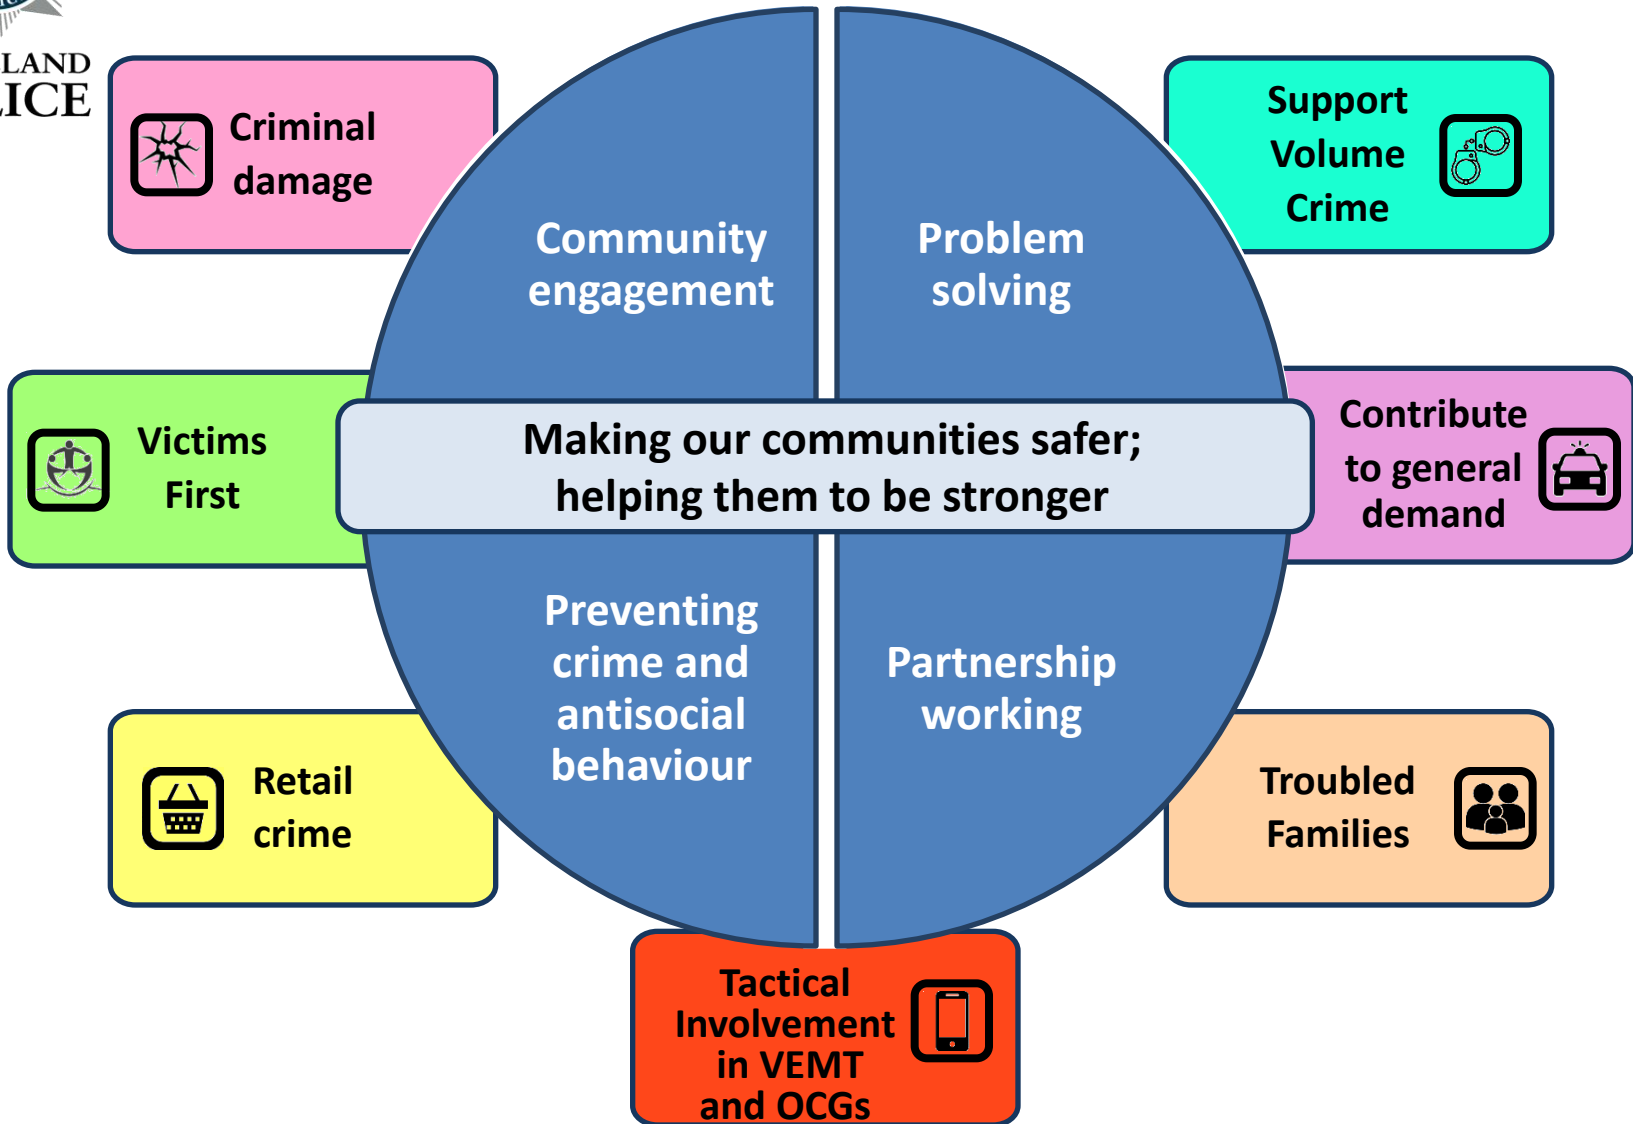 LAND
LICE
Criminal
damage
Support
Volume
Crime
Community
engagement
Problem
solving
Victims
First
Making our communities safer;
helping them to be stronger
Contribute
to general
demand
Preventing
crime and
antisocial
behaviour
Partnership
working
Retail
crime
Troubled
Families
Tactical
Involvement
in VEMT
and OCGs